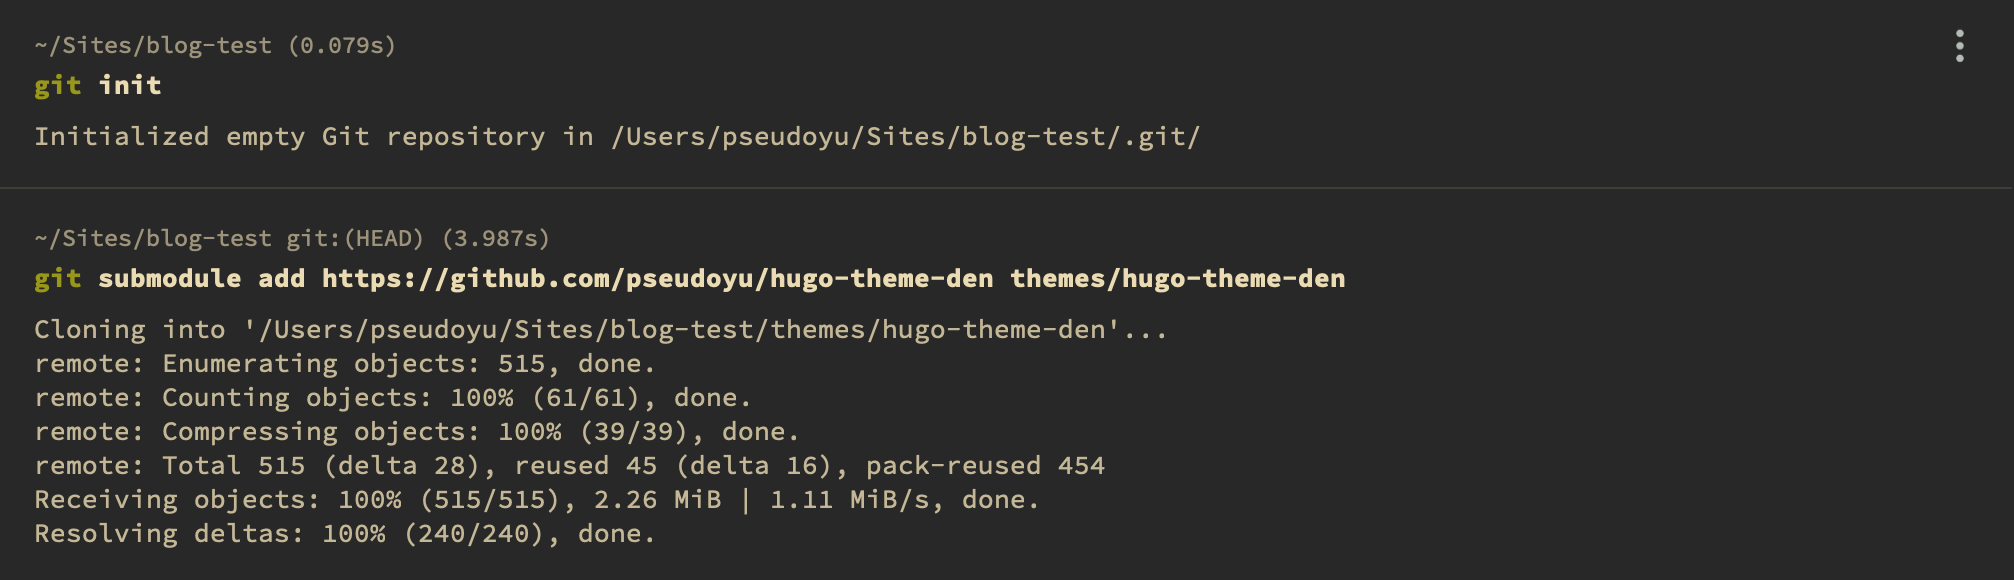 ~/Sites/blog-test (0.079s)
git init
Initialized empty Git repository in /Users/pseudoyu/Sites/blog-test/.git/
~/Sites/blog-test git:(HEAD) (3.987s)
git submodule add https://github.com/pseudoyu/hugo-theme-den themes/hugo-theme-den
Cloning into '/Users/pseudoyu/Sites/blog-test/themes/hugo-theme-den'...
remote: Enumerating objects: 515, done.
remote: Counting objects: 100% (61/61), done.
remote: Compressing objects: 100% (39/39), done.
remote: Total 515 (delta 28), reused 45 (delta 16), pack-reused 454
Receiving objects: 100% (515/515), 2.26 MiB | 1.11 MiB/s, done.
Resolving deltas: 100% (240/240), done.